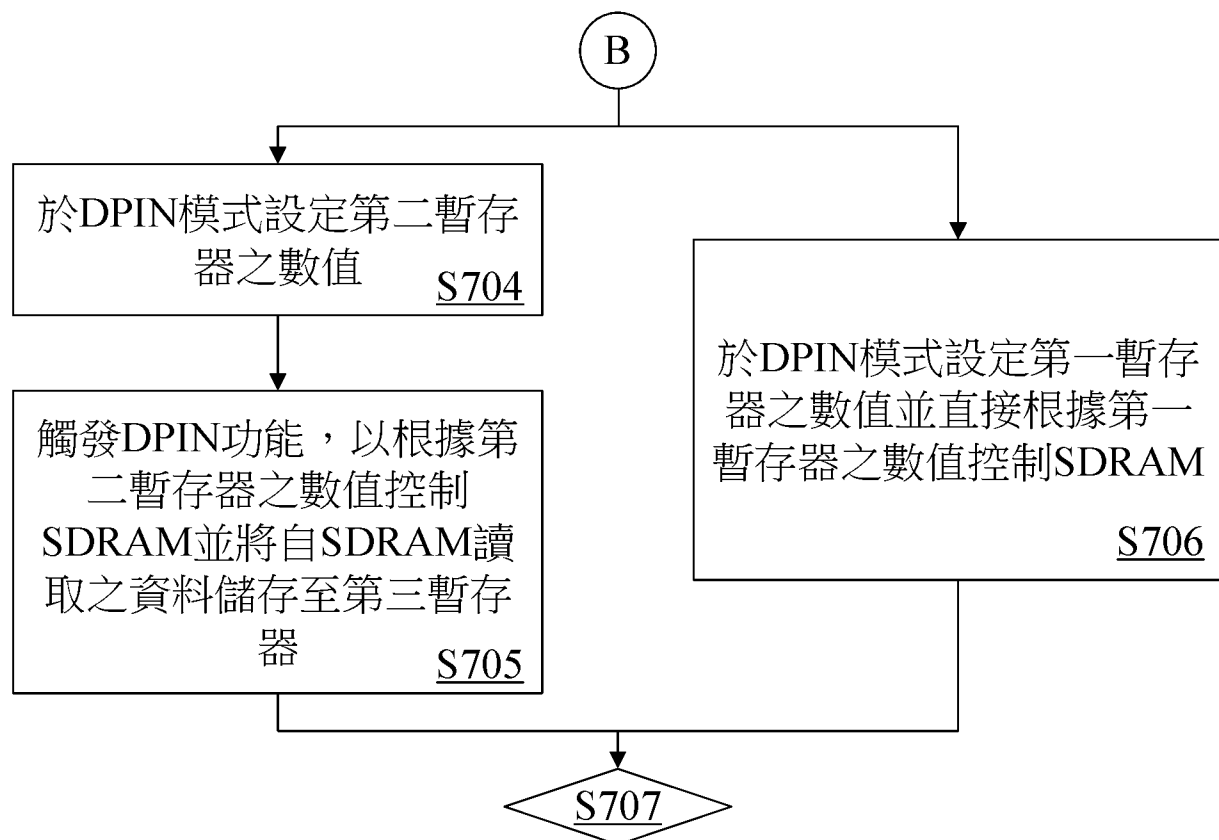 B
於DPIN模式設定第二暫存
器之數值
S704
觸發DPIN功能，以根據第
二暫存器之數值控制
SDRAM並將自SDRAM讀
取之資料儲存至第三暫存
器
S705
於DPIN模式設定第一暫存
器之數值並直接根據第一
暫存器之數值控制SDRAM
S706
S707